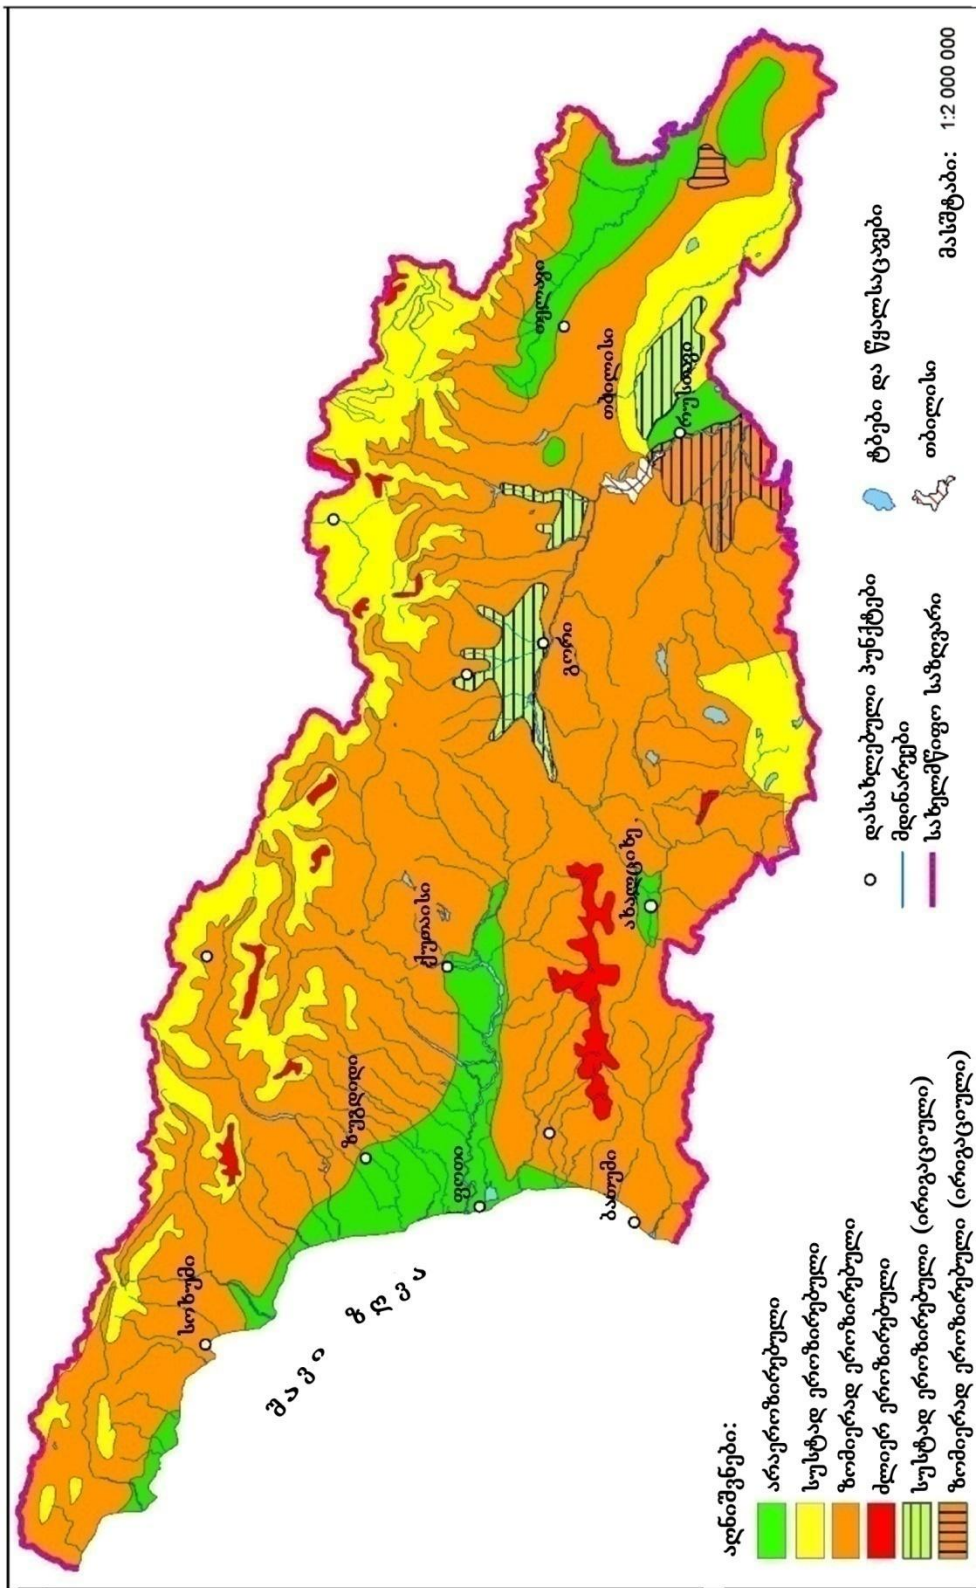 სოხუმი
ზუგდიდი
ფოთი
ქუთაისი
ბათუმი
ახალციხე
გორი
თბილისი
რუსთავი
თელავი
შავი ზღვა
აღნიშვნები:
არაეროზირებული
სუსტად ეროზირებული
ზომიერად ეროზირებული
ძლიერ ეროზირებული
სუსტად ეროზირებული (ირიგაციული)
ზომიერად ეროზირებული (ირიგაციული)
დასახლებული პუნქტები
მდინარეები
სახელმწიფო საზღვარი
ტბები და წყალსაცავები
თბილისი
მასშტაბი: 1:2 000 000